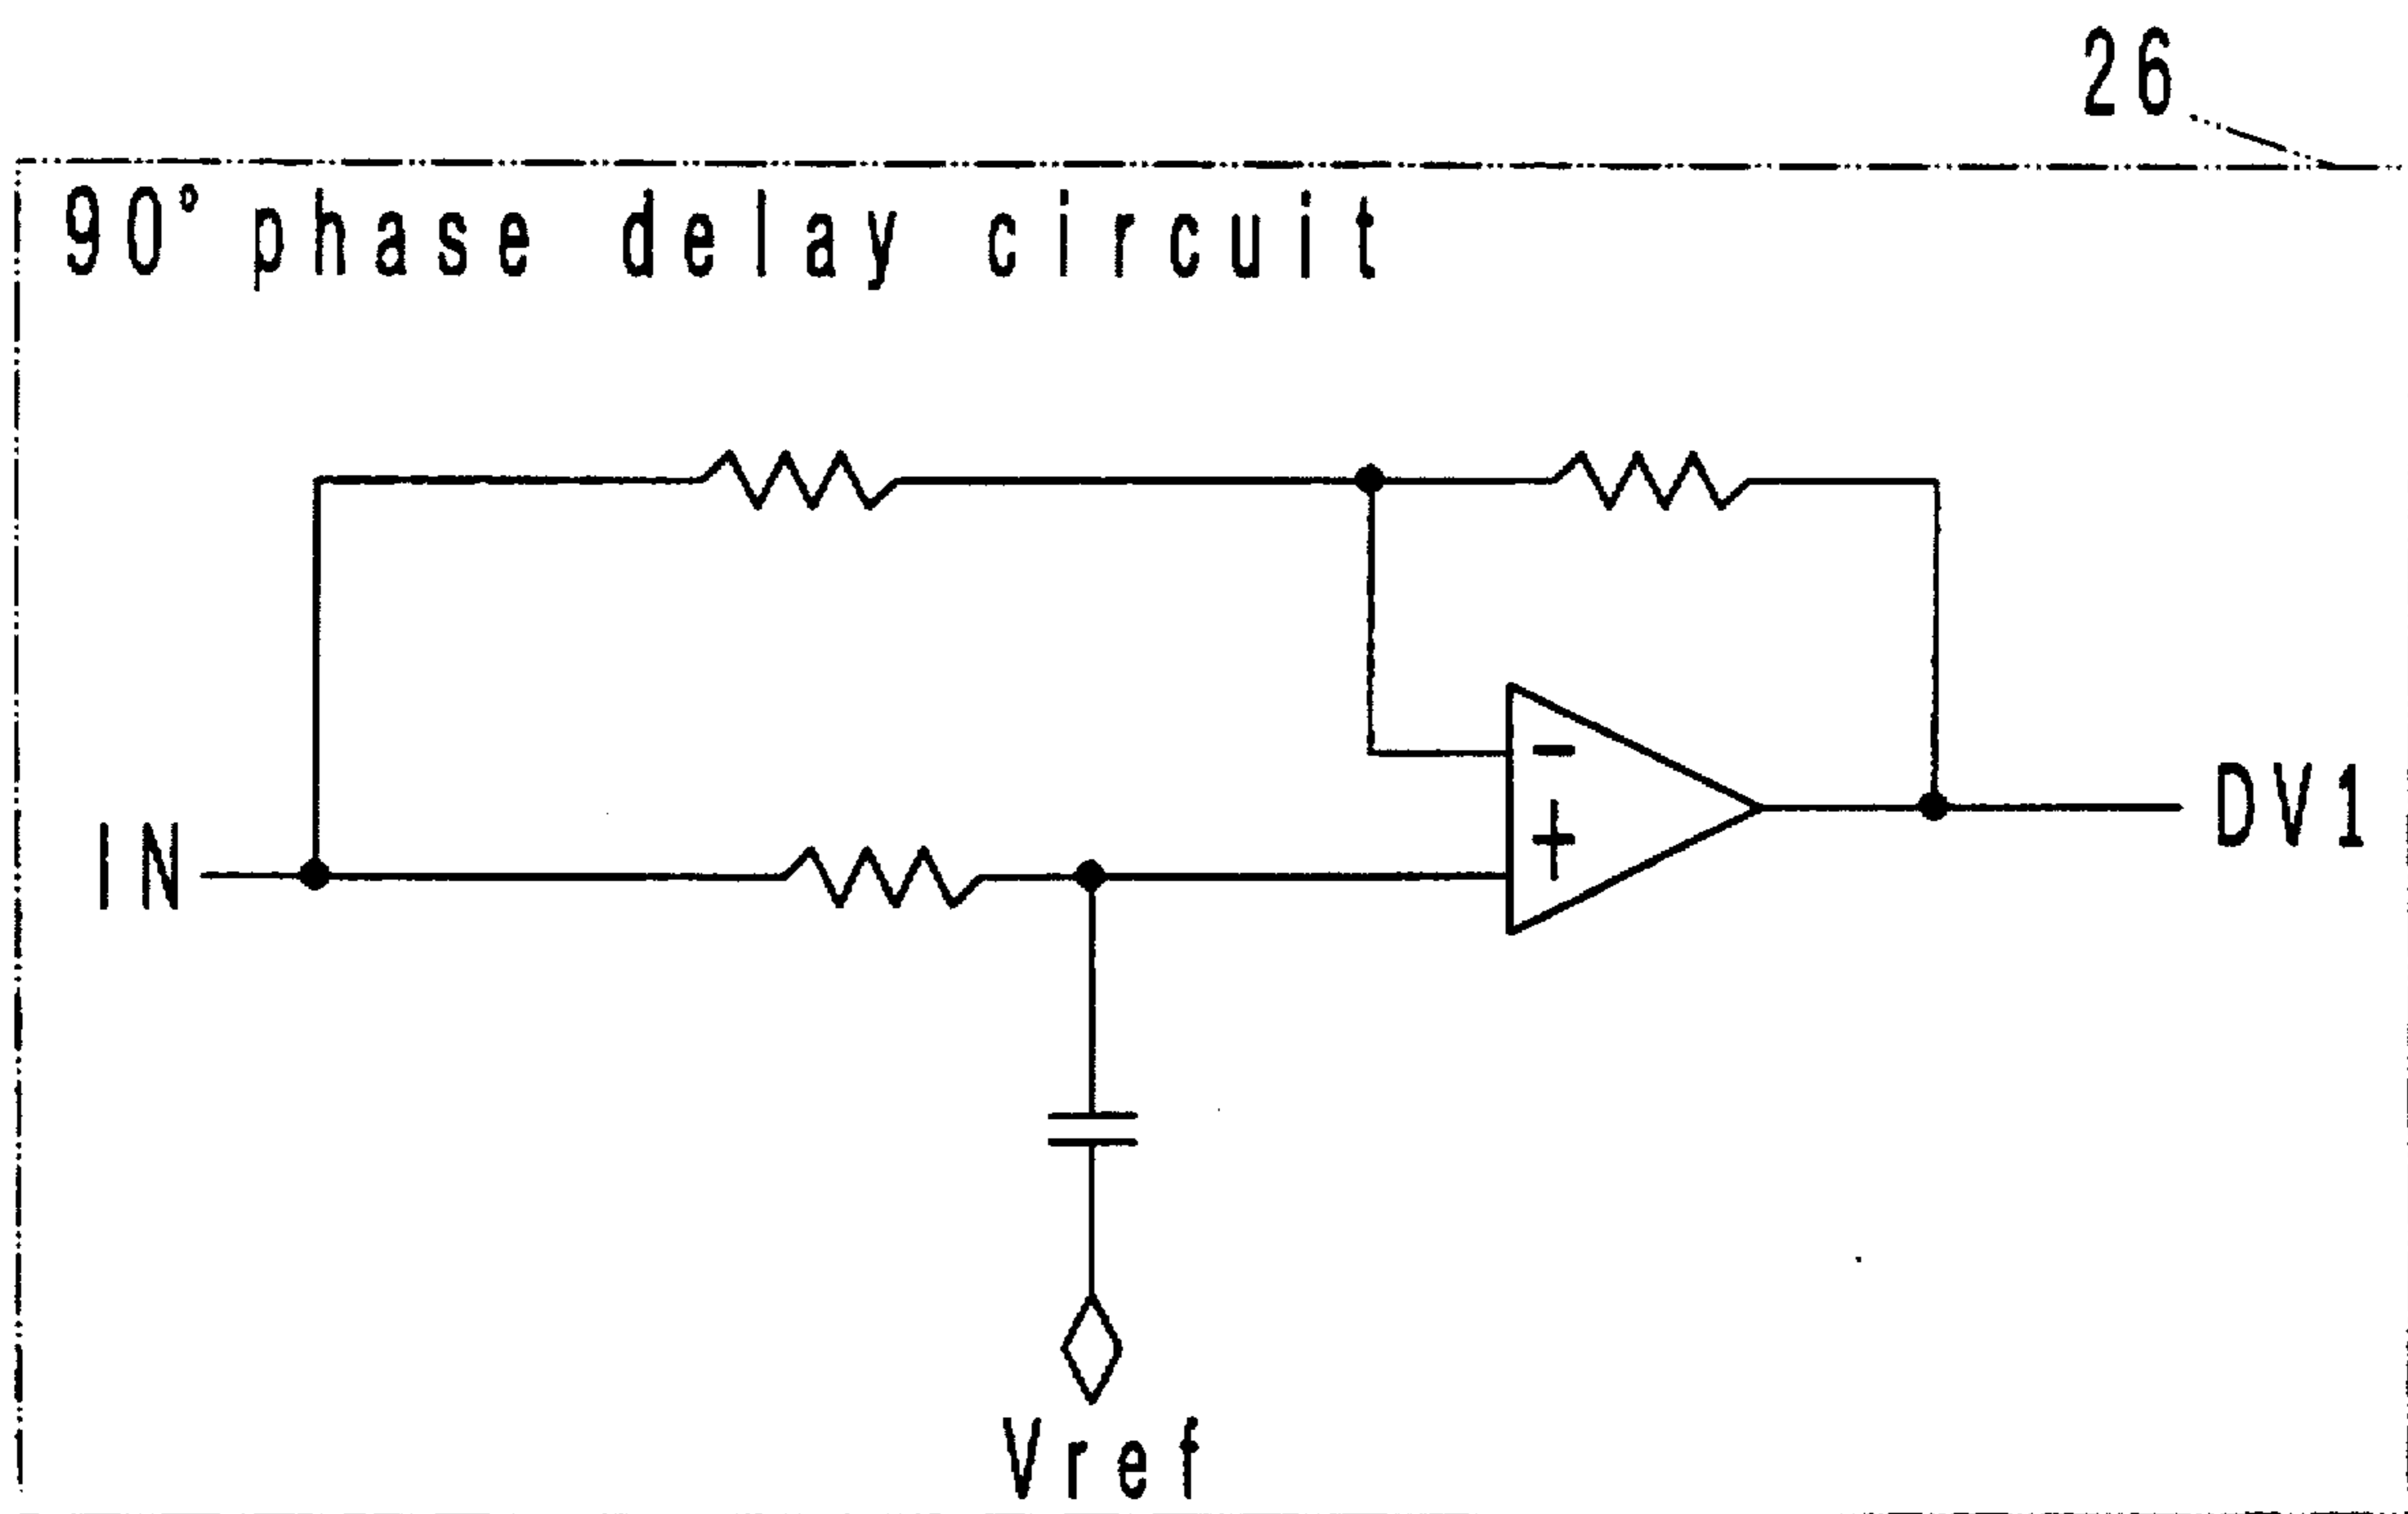 26
90° phase delay circuit
-
+
IN
DV1
Vref